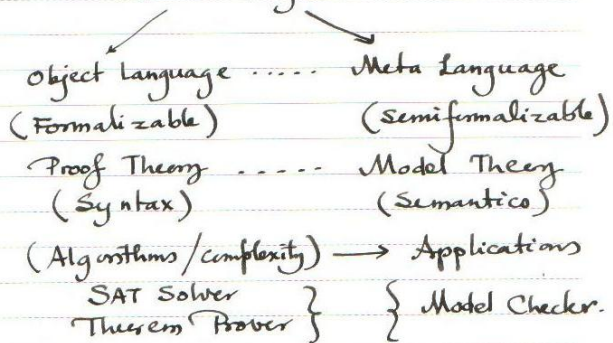 Object Language ..... Meta Language
(Formalizable) (Semiformalizable)
Proof Theory ..... Model Theory
(Syntax) (Semantics)
(Algorithms/complexity) → Applications
SAT Solver } { Model Checker.
Theorem Prover